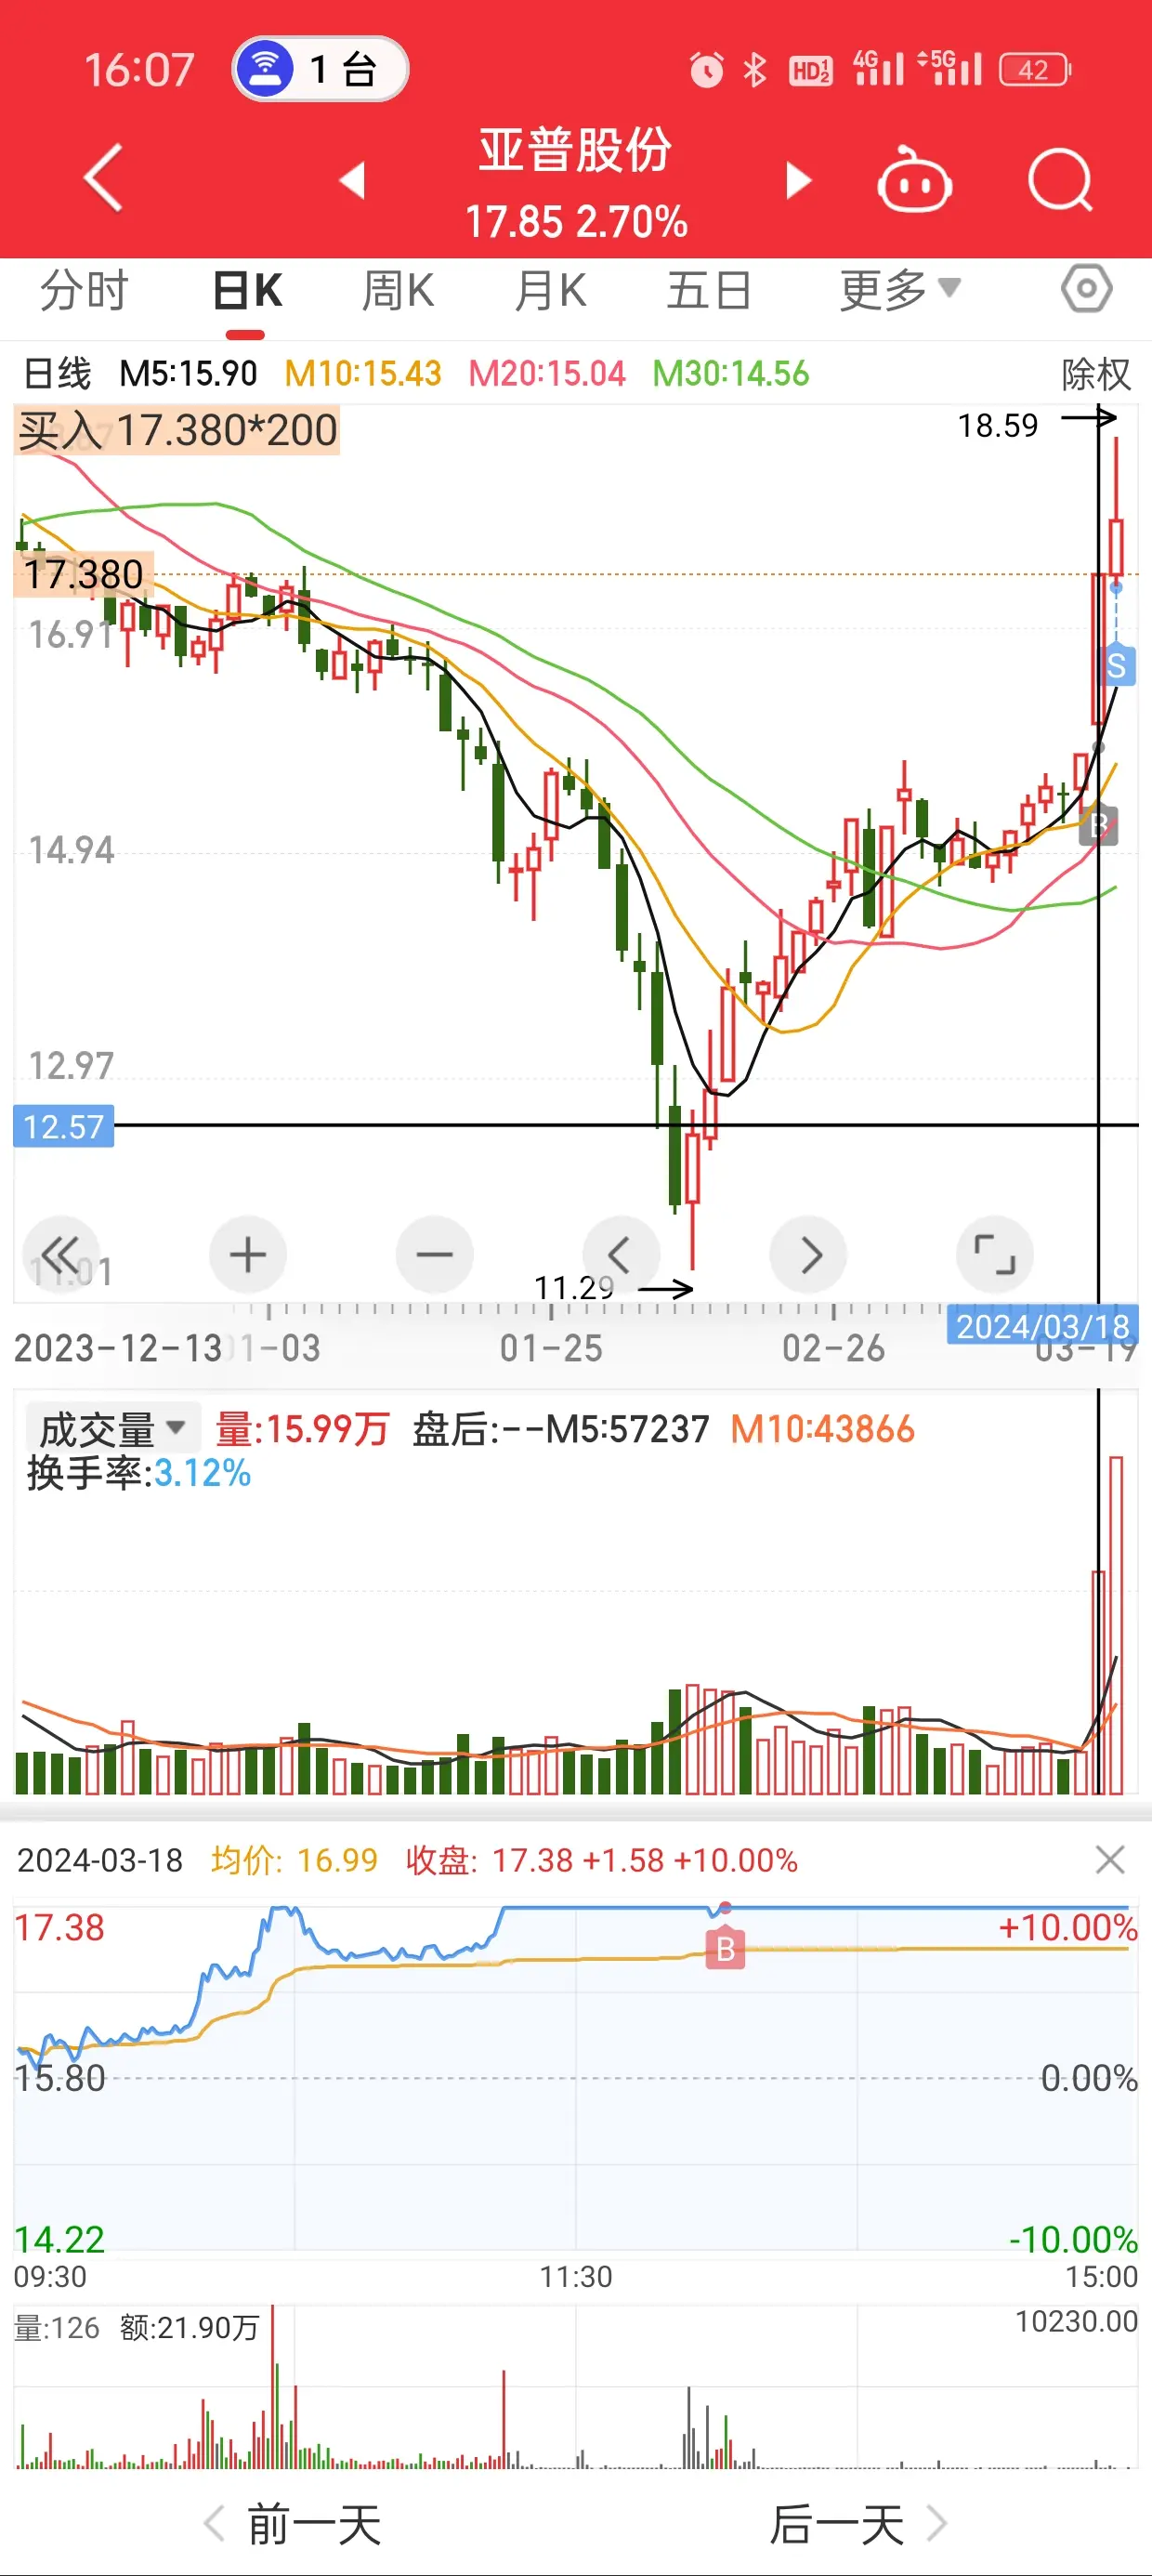 16:07 1 台 HD 1 2 4G 5G 42
亚普股份
17.85 2.70%
分时 日K 周K 月K 五日 更多
日线 M5:15.90 M10:15.43 M20:15.04 M30:14.56 除权
买入 17.380*200
18.59
17.380
16.91
S
B
14.94
12.97
12.57
11.01
11.29
2024/03/18
2023-12-13 01-03 01-25 02-26 03-19
成交量 量:15.99万 盘后:--M5:57237 M10:43866
换手率:3.12%
2024-03-18 均价: 16.99 收盘: 17.38 +1.58 +10.00%
17.38 +10.00%
B
15.80 0.00%
14.22 -10.00%
09:30 11:30 15:00
量:126 额:21.90万 10230.00
前一天 后一天